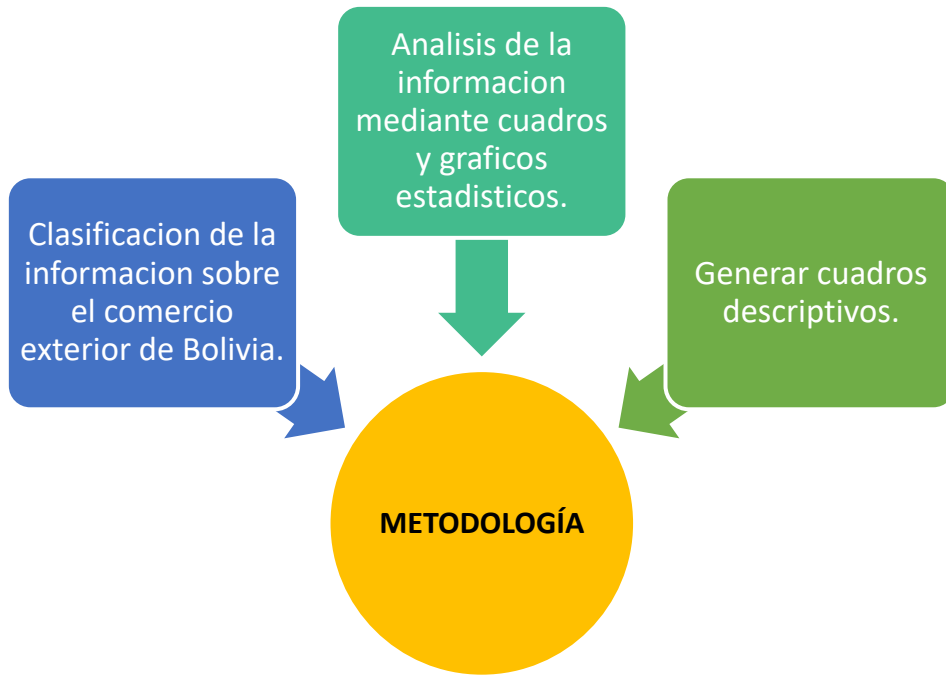 Analisis de la
informacion
mediante cuadros
y graficos
estadisticos.
Clasificacion de la
informacion sobre
el comercio
exterior de Bolivia.
Generar cuadros
descriptivos.
METODOLOGÍA